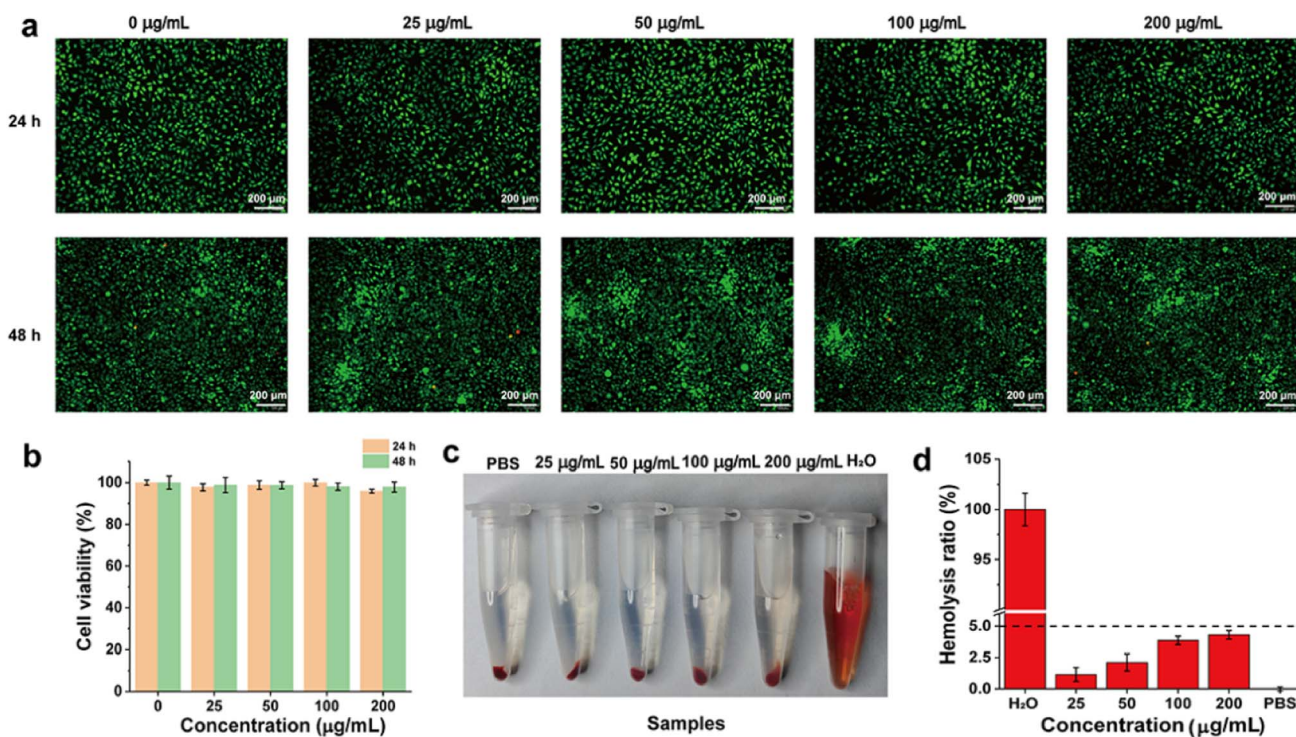 a
0 µg/mL 25 µg/mL 50 µg/mL 100 µg/mL 200 µg/mL
24 h
200 µm 200 µm 200 µm 200 µm 200 µm
48 h
200 µm 200 µm 200 µm 200 µm 200 µm
b
24 h
48 h
Cell viability (%)
120
100
80
60
40
20
0
0 25 50 100 200
Concentration (µg/mL)
c
PBS 25 µg/mL 50 µg/mL 100 µg/mL 200 µg/mL H₂O
Samples
d
Hemolysis ratio (%)
105
100
95
5.0
2.5
0.0
H₂O 25 50 100 200 PBS
Concentration (µg/mL)